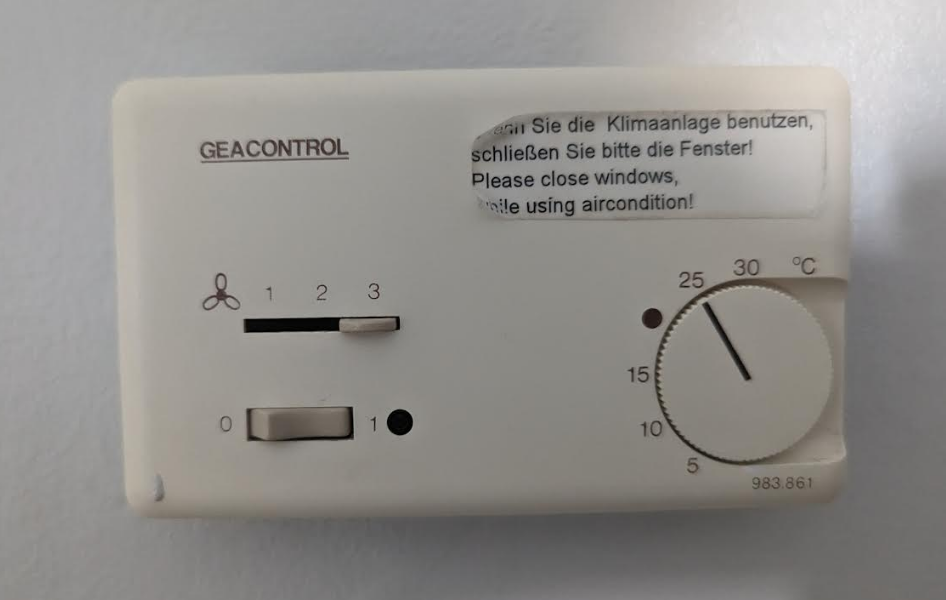 GEACONTROL
Sie die Klimaanlage benutzen,
schließen Sie bitte die Fenster!
Please close windows,
while using aircondition!
1 2 3
0 1
25 30 °C
15
10
5
983.861